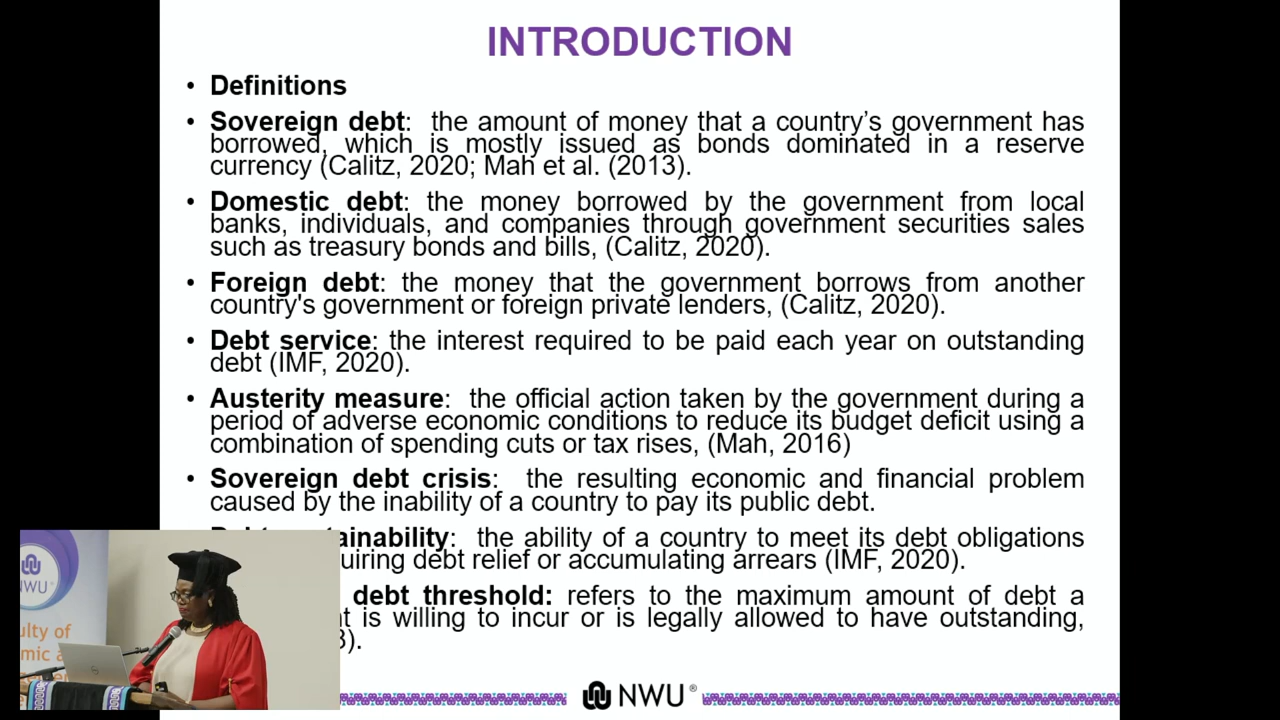 INTRODUCTION
• Definitions
• Sovereign debt: the amount of money that a country’s government has
borrowed, which is mostly issued as bonds dominated in a reserve
currency (Calitz, 2020; Mah et al. (2013).
• Domestic debt: the money borrowed by the government from local
banks, individuals, and companies through government securities sales
such as treasury bonds and bills, (Calitz, 2020).
• Foreign debt: the money that the government borrows from another
country's government or foreign private lenders, (Calitz, 2020).
• Debt service: the interest required to be paid each year on outstanding
debt (IMF, 2020).
• Austerity measure: the official action taken by the government during a
period of adverse economic conditions to reduce its budget deficit using a
combination of spending cuts or tax rises, (Mah, 2016)
• Sovereign debt crisis: the resulting economic and financial problem
caused by the inability of a country to pay its public debt.
: the ability of a country to meet its debt obligations
debt relief or accumulating arrears (IMF, 2020).
debt threshold: refers to the maximum amount of debt a
is willing to incur or is legally allowed to have outstanding,
).
NWU
NWU®